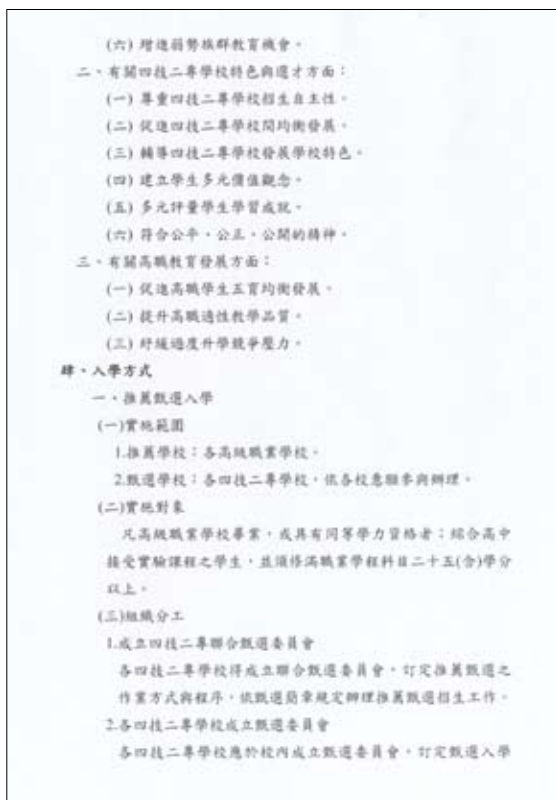 (六) 增進弱勢族群教育機會。
二、有關四技二專學校特色與選才方面：
(一) 尊重四技二專學校招生自主性。
(二) 促進四技二專學校間均衡發展。
(三) 輔導四技二專學校發展學校特色。
(四) 建立學生多元價值觀念。
(五) 多元評量學生學習成就。
(六) 符合公平、公正、公開的精神。
三、有關高職教育發展方面：
(一) 促進高職學生五育均衡發展。
(二) 提升高職適性教學品質。
(三) 紓緩過度升學競爭壓力。
肆、入學方式
一、推薦甄選入學
(一)實施範圍
1.推薦學校：各高級職業學校。
2.甄選學校：各四技二專學校，依各校意願參與辦理。
(二)實施對象
凡高級職業學校畢業，或具有同等學力資格者；綜合高中
接受實驗課程之學生，並須修滿職業學程科目二十五(含)學分
以上。
(三)組織分工
1.成立四技二專聯合甄選委員會
各四技二專學校得成立聯合甄選委員會，訂定推薦甄選之
作業方式與程序，依甄選簡章規定辦理推薦甄選招生工作。
2.各四技二專學校成立甄選委員會
各四技二專學校應於校內成立甄選委員會，訂定甄選入學